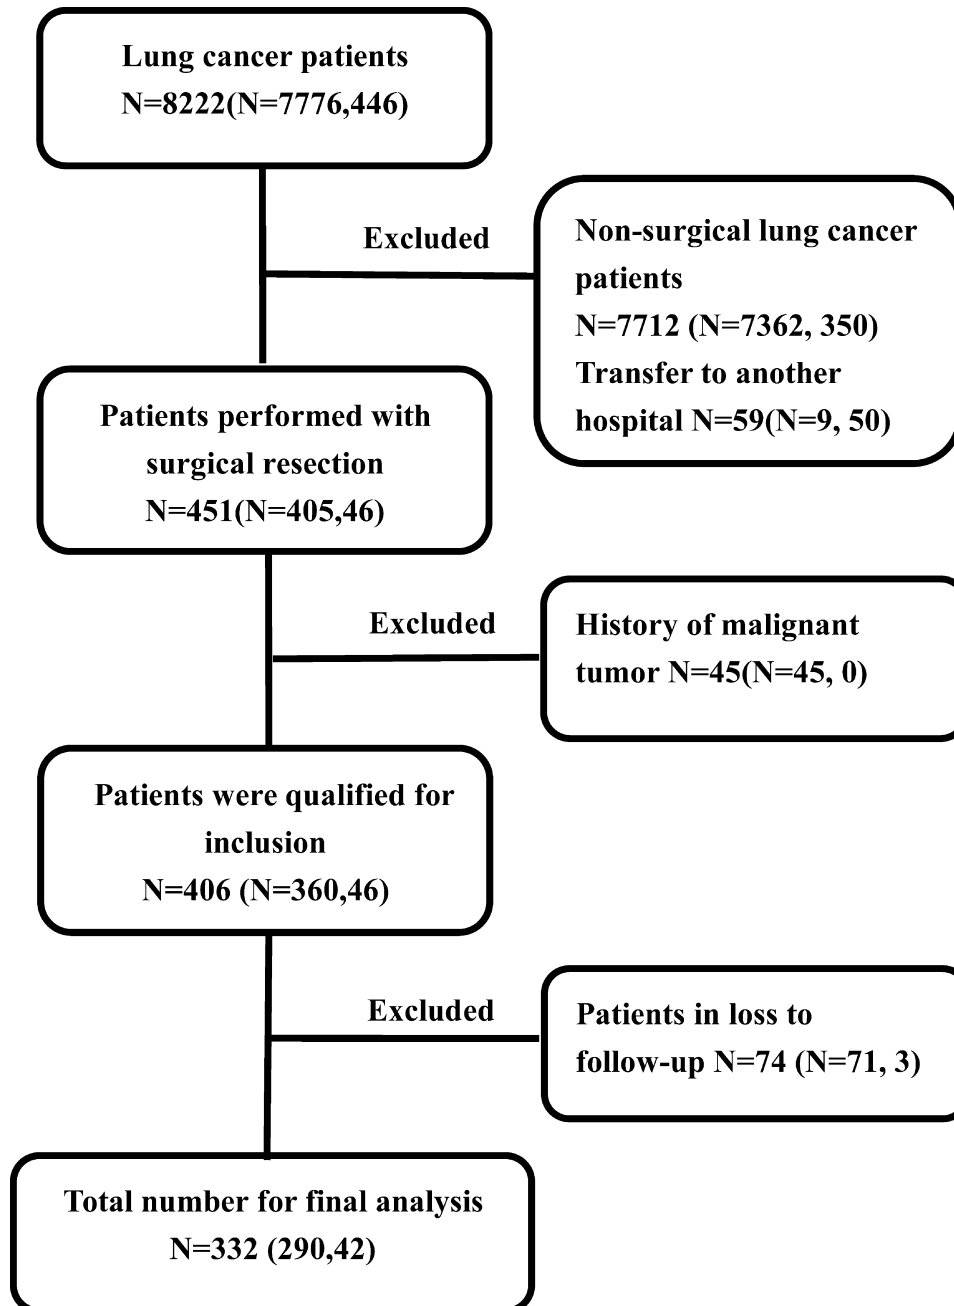 Lung cancer patients
N=8222(N=7776,446)
Excluded
Non-surgical lung cancer
patients
N=7712 (N=7362, 350)
Transfer to another
hospital N=59(N=9, 50)
Patients performed with
surgical resection
N=451(N=405,46)
Excluded
History of malignant
tumor N=45(N=45, 0)
Patients were qualified for
inclusion
N=406 (N=360,46)
Excluded
Patients in loss to
follow-up N=74 (N=71, 3)
Total number for final analysis
N=332 (290,42)